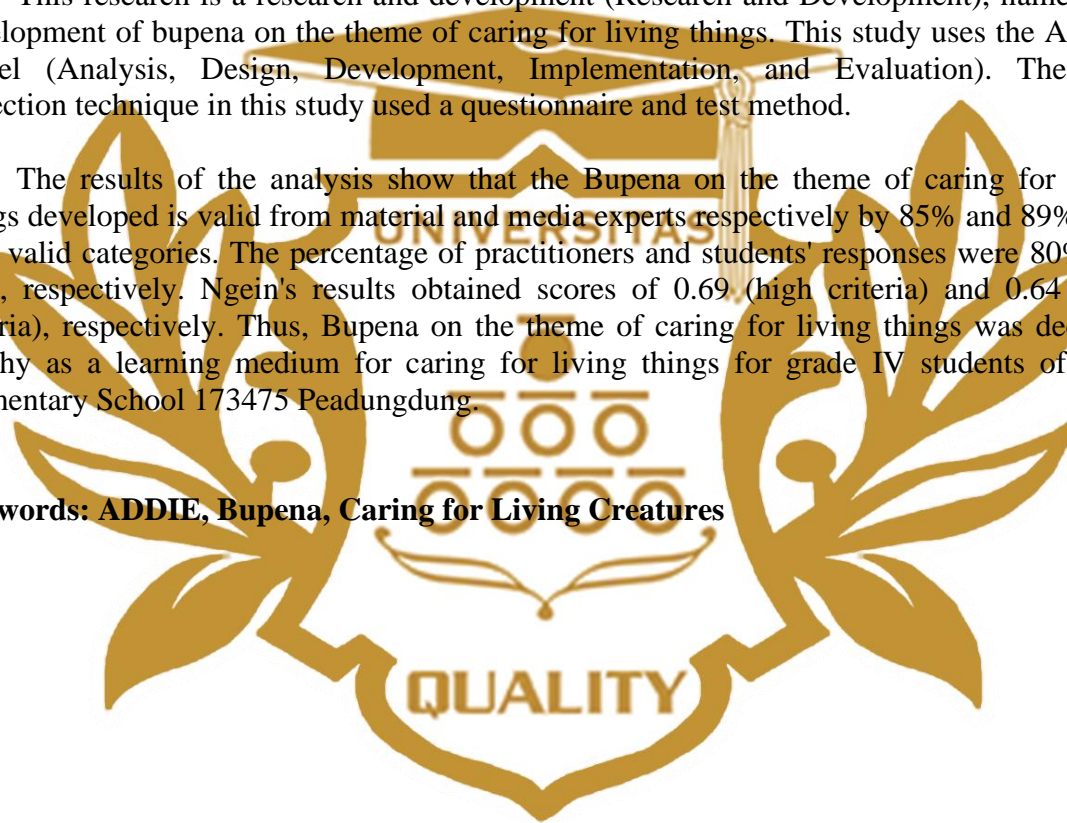 This research is a research and development (Research and Development), name
elopment of bupena on the theme of caring for living things. This study uses the A
el (Analysis, Design, Development, Implementation, and Evaluation). The
ection technique in this study used a questionnaire and test method.
The results of the analysis show that the Bupena on the theme of caring for
gs developed is valid from material and media experts respectively by 85% and 89%
valid categories. The percentage of practitioners and students' responses were 80%
, respectively. Ngein's results obtained scores of 0.69 (high criteria) and 0.64
ria), respectively. Thus, Bupena on the theme of caring for living things was dee
hy as a learning medium for caring for living things for grade IV students of
mentary School 173475 Peadungdung.
words: ADDIE, Bupena, Caring for Living Creatures
UNIVERSITAS
QUALITY